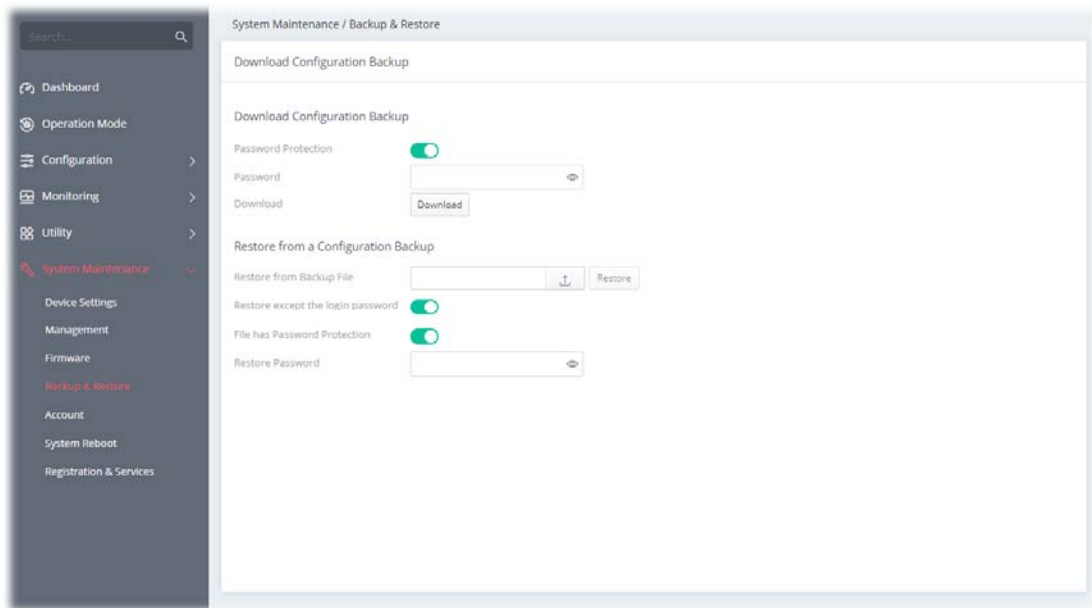 Search...
Dashboard
Operation Mode
Configuration
Monitoring
Utility
System Maintenance
Device Settings
Management
Firmware
Backup & Restore
Account
System Reboot
Registration & Services
System Maintenance / Backup & Restore
Download Configuration Backup
Download Configuration Backup
Password Protection
Password
Download Download
Restore from a Configuration Backup
Restore from Backup File Restore
Restore except the login password
File has Password Protection
Restore Password